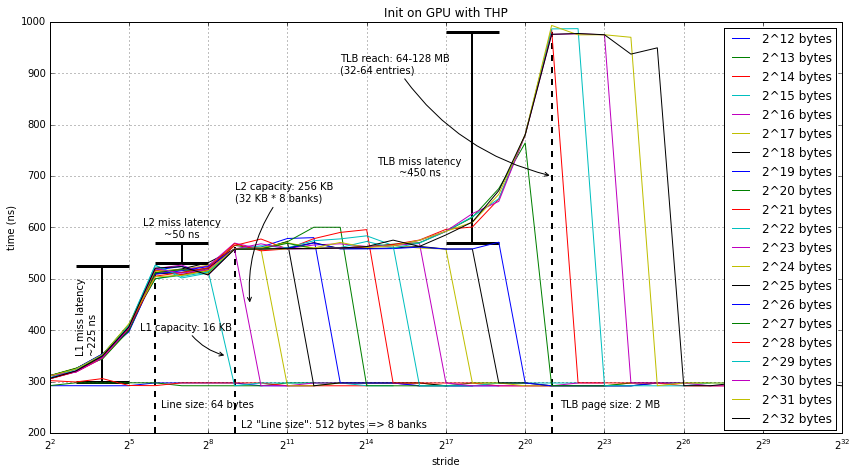 Init on GPU with THP
1000
900
800
700
600
500
400
300
200
time (ns)
TLB reach: 64-128 MB
(32-64 entries)
TLB miss latency
~450 ns
L2 capacity: 256 KB
(32 KB * 8 banks)
L2 miss latency
~50 ns
L1 miss latency
~225 ns
L1 capacity: 16 KB
Line size: 64 bytes
L2 "Line size": 512 bytes => 8 banks
TLB page size: 2 MB
2^12 bytes
2^13 bytes
2^14 bytes
2^15 bytes
2^16 bytes
2^17 bytes
2^18 bytes
2^19 bytes
2^20 bytes
2^21 bytes
2^22 bytes
2^23 bytes
2^24 bytes
2^25 bytes
2^26 bytes
2^27 bytes
2^28 bytes
2^29 bytes
2^30 bytes
2^31 bytes
2^32 bytes
2^2 2^5 2^8 2^11 2^14 2^17 2^20 2^23 2^26 2^29 2^32
stride